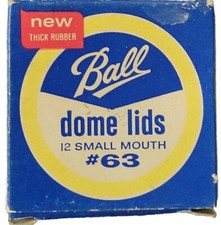 new
THICK RUBBER
Ball
dome lids
12 SMALL MOUTH
#63